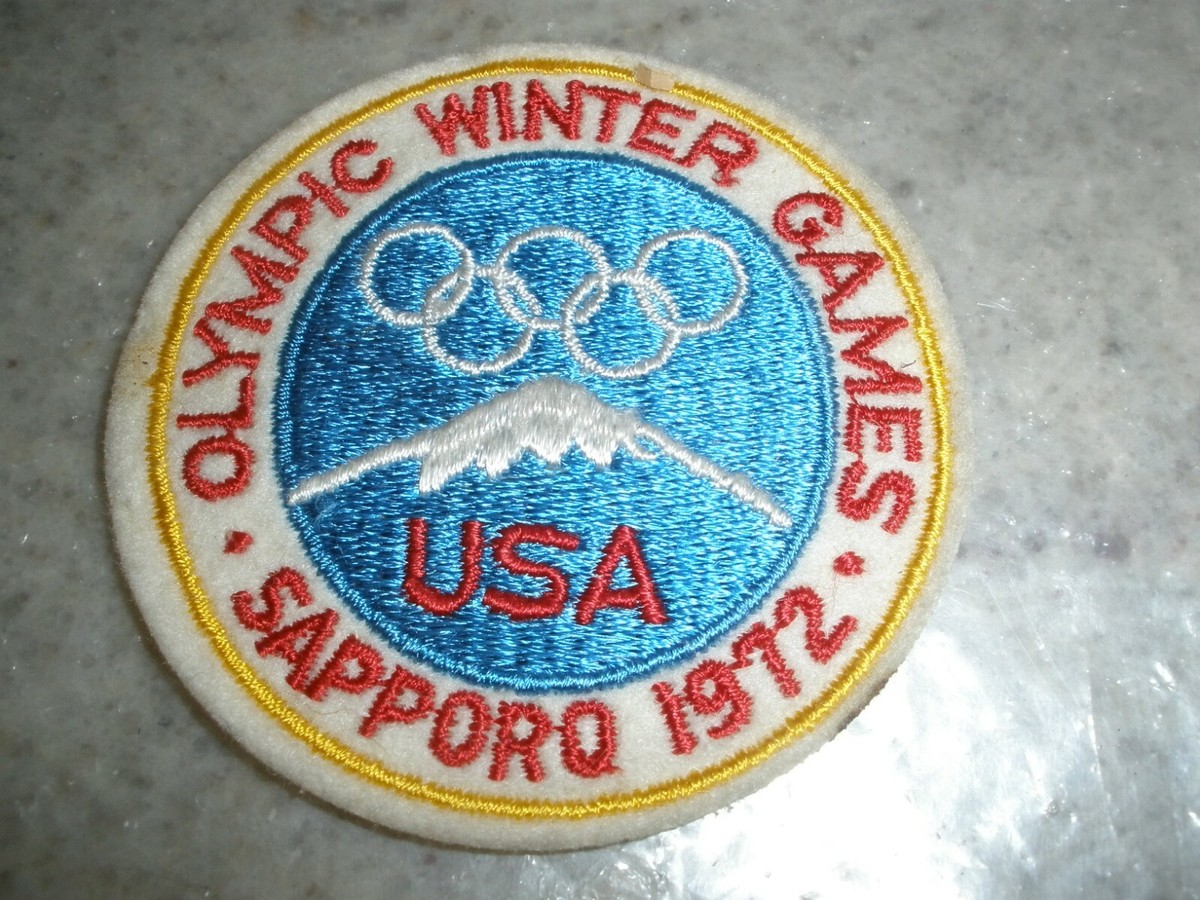 OLYMPIC WINTER GAMES
USA
· SAPPORO 1972 ·